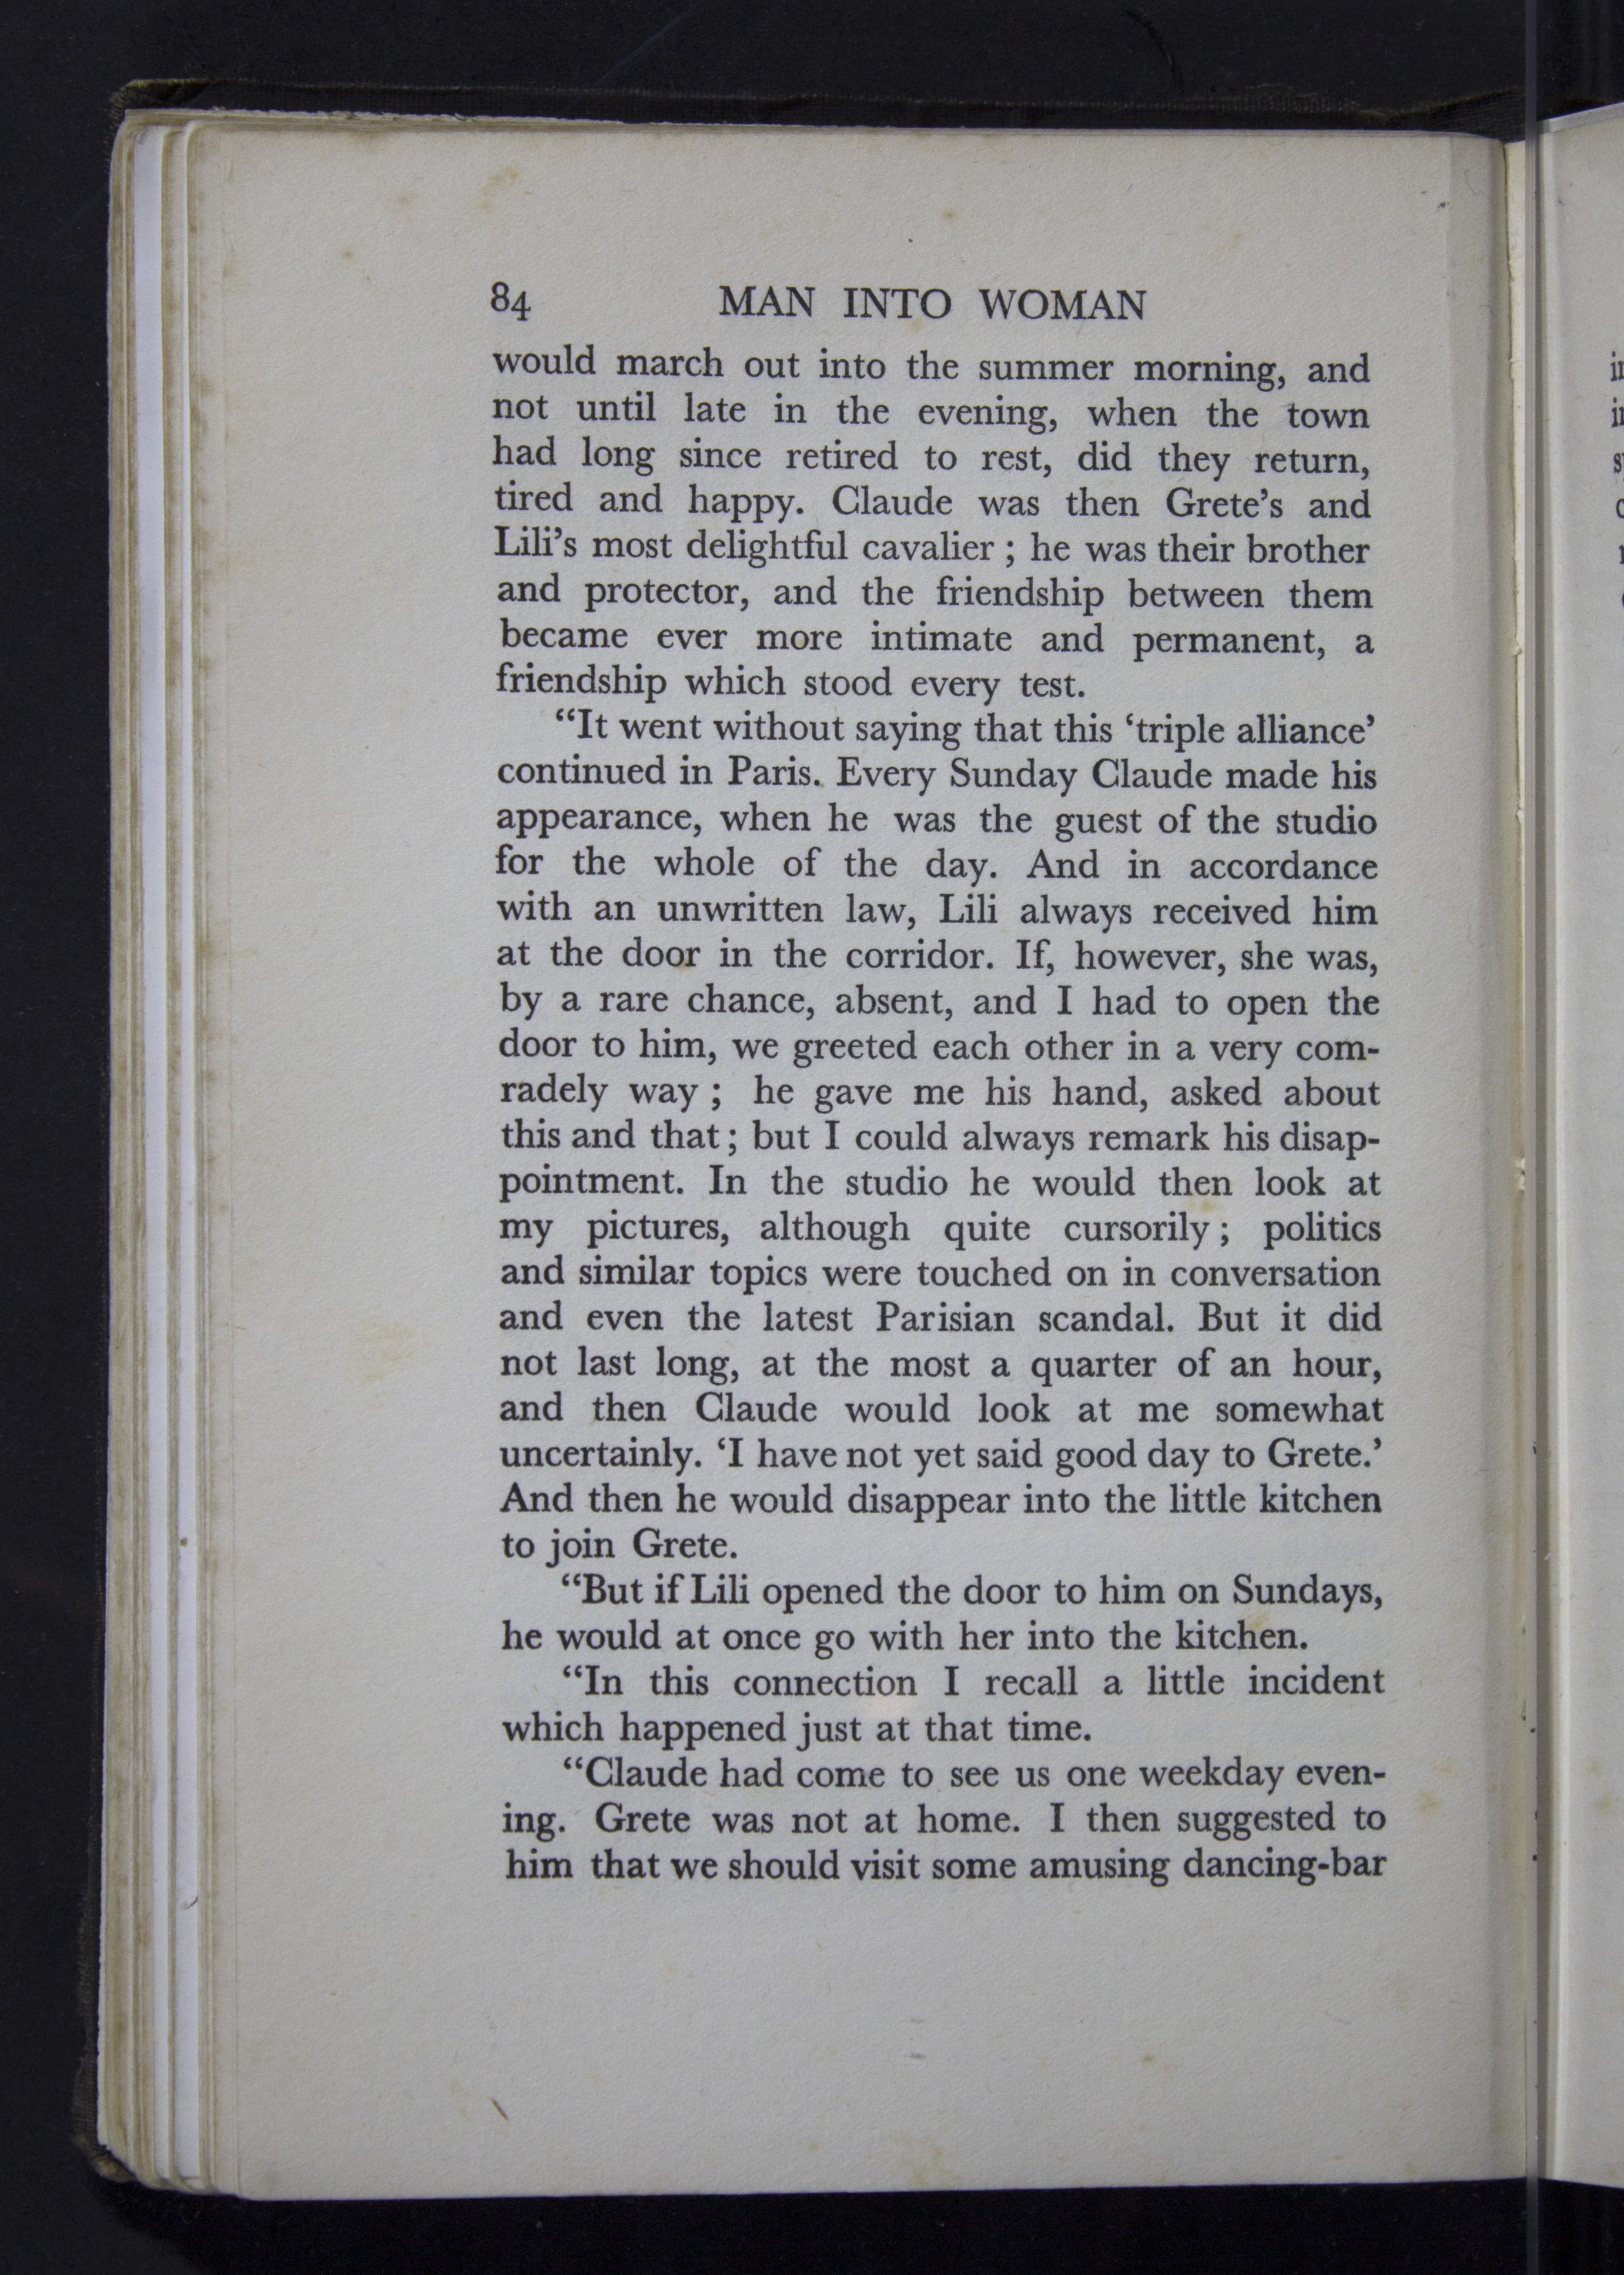 84 MAN INTO WOMAN
would march out into the summer morning, and
not until late in the evening, when the town
had long since retired to rest, did they return,
tired and happy. Claude was then Grete’s and
Lili’s most delightful cavalier ; he was their brother
and protector, and the friendship between them
became ever more intimate and permanent, a
friendship which stood every test.
“It went without saying that this ‘triple alliance’
continued in Paris. Every Sunday Claude made his
appearance, when he was the guest of the studio
for the whole of the day. And in accordance
with an unwritten law, Lili always received him
at the door in the corridor. If, however, she was,
by a rare chance, absent, and I had to open the
door to him, we greeted each other in a very com-
radely way ; he gave me his hand, asked about
this and that ; but I could always remark his disap-
pointment. In the studio he would then look at
my pictures, although quite cursorily ; politics
and similar topics were touched on in conversation
and even the latest Parisian scandal. But it did
not last long, at the most a quarter of an hour,
and then Claude would look at me somewhat
uncertainly. ‘I have not yet said good day to Grete.’
And then he would disappear into the little kitchen
to join Grete.
“But if Lili opened the door to him on Sundays,
he would at once go with her into the kitchen.
“In this connection I recall a little incident
which happened just at that time.
“Claude had come to see us one weekday even-
ing. Grete was not at home. I then suggested to
him that we should visit some amusing dancing-bar